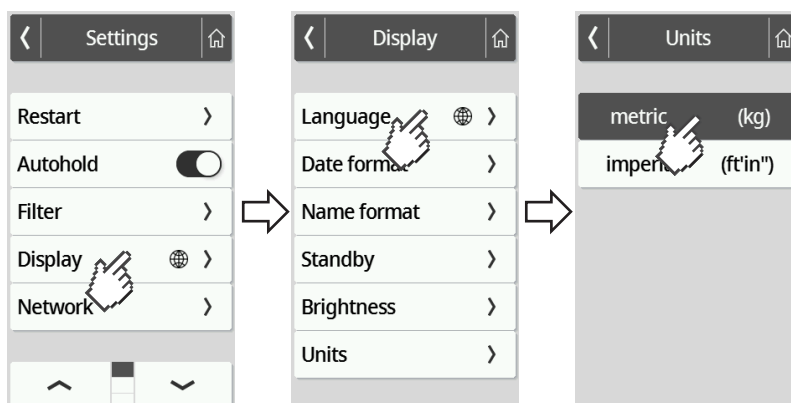 Settings
Restart
Autohold
Filter
Display
Network
Display
Language
Date format
Name format
Standby
Brightness
Units
Units
metric (kg)
imperial (ft'in")